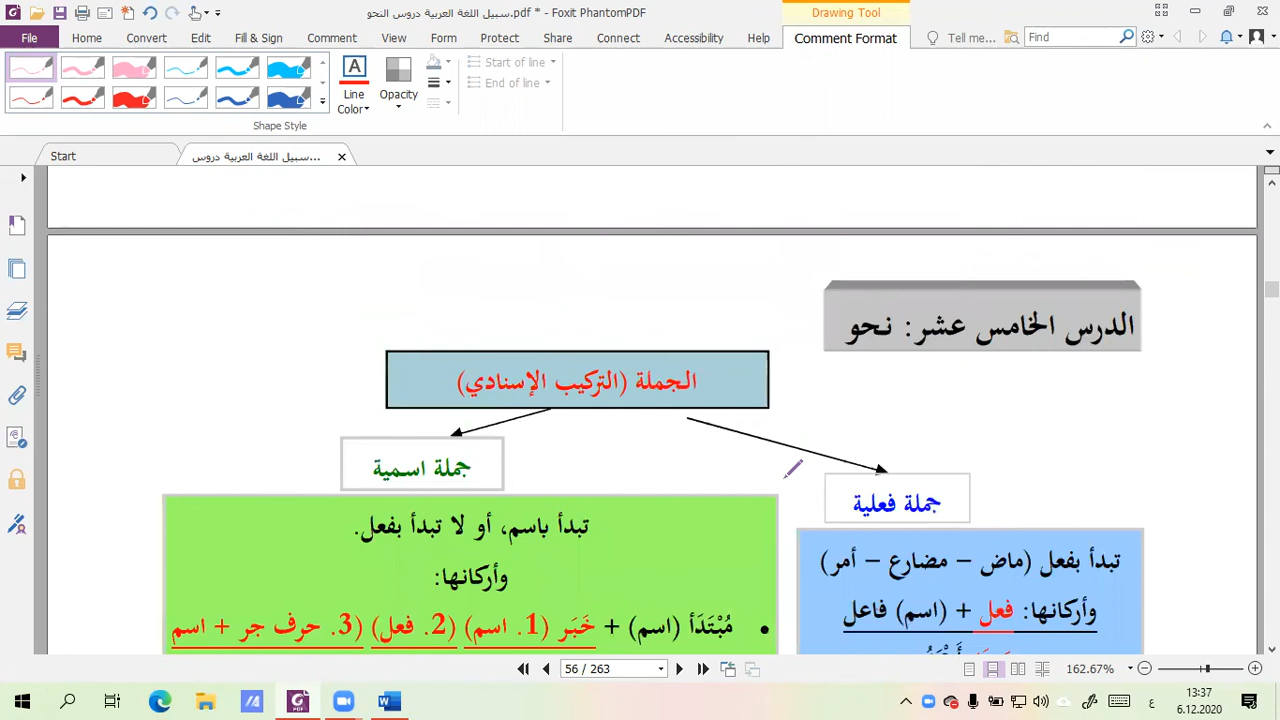 سبيل اللغة العربية دروس النحو.pdf * - Foxit PhantomPDF
Drawing Tool
File Home Convert Edit Fill & Sign Comment View Form Protect Share Connect Accessibility Help Comment Format Tell me... Find
Start of line
End of line
Line Color
Opacity
Shape Style
Start
سبيل اللغة العربية دروس...
الدرس الخامس عشر: نحو
الجملة (التركيب الإسنادي)
جملة اسمية
جملة فعلية
تبدأ باسم، أو لا تبدأ بفعل.
وأركانها:
• مُبْتَدَأ (اسم) + خَبَر (1. اسم) (2. فعل) (3. حرف جر + اسم
تبدأ بفعل (ماض – مضارع – أمر)
وأركانها: فعل + (اسم) فاعل
56 / 263
162.67%
13:37
6.12.2020
ع